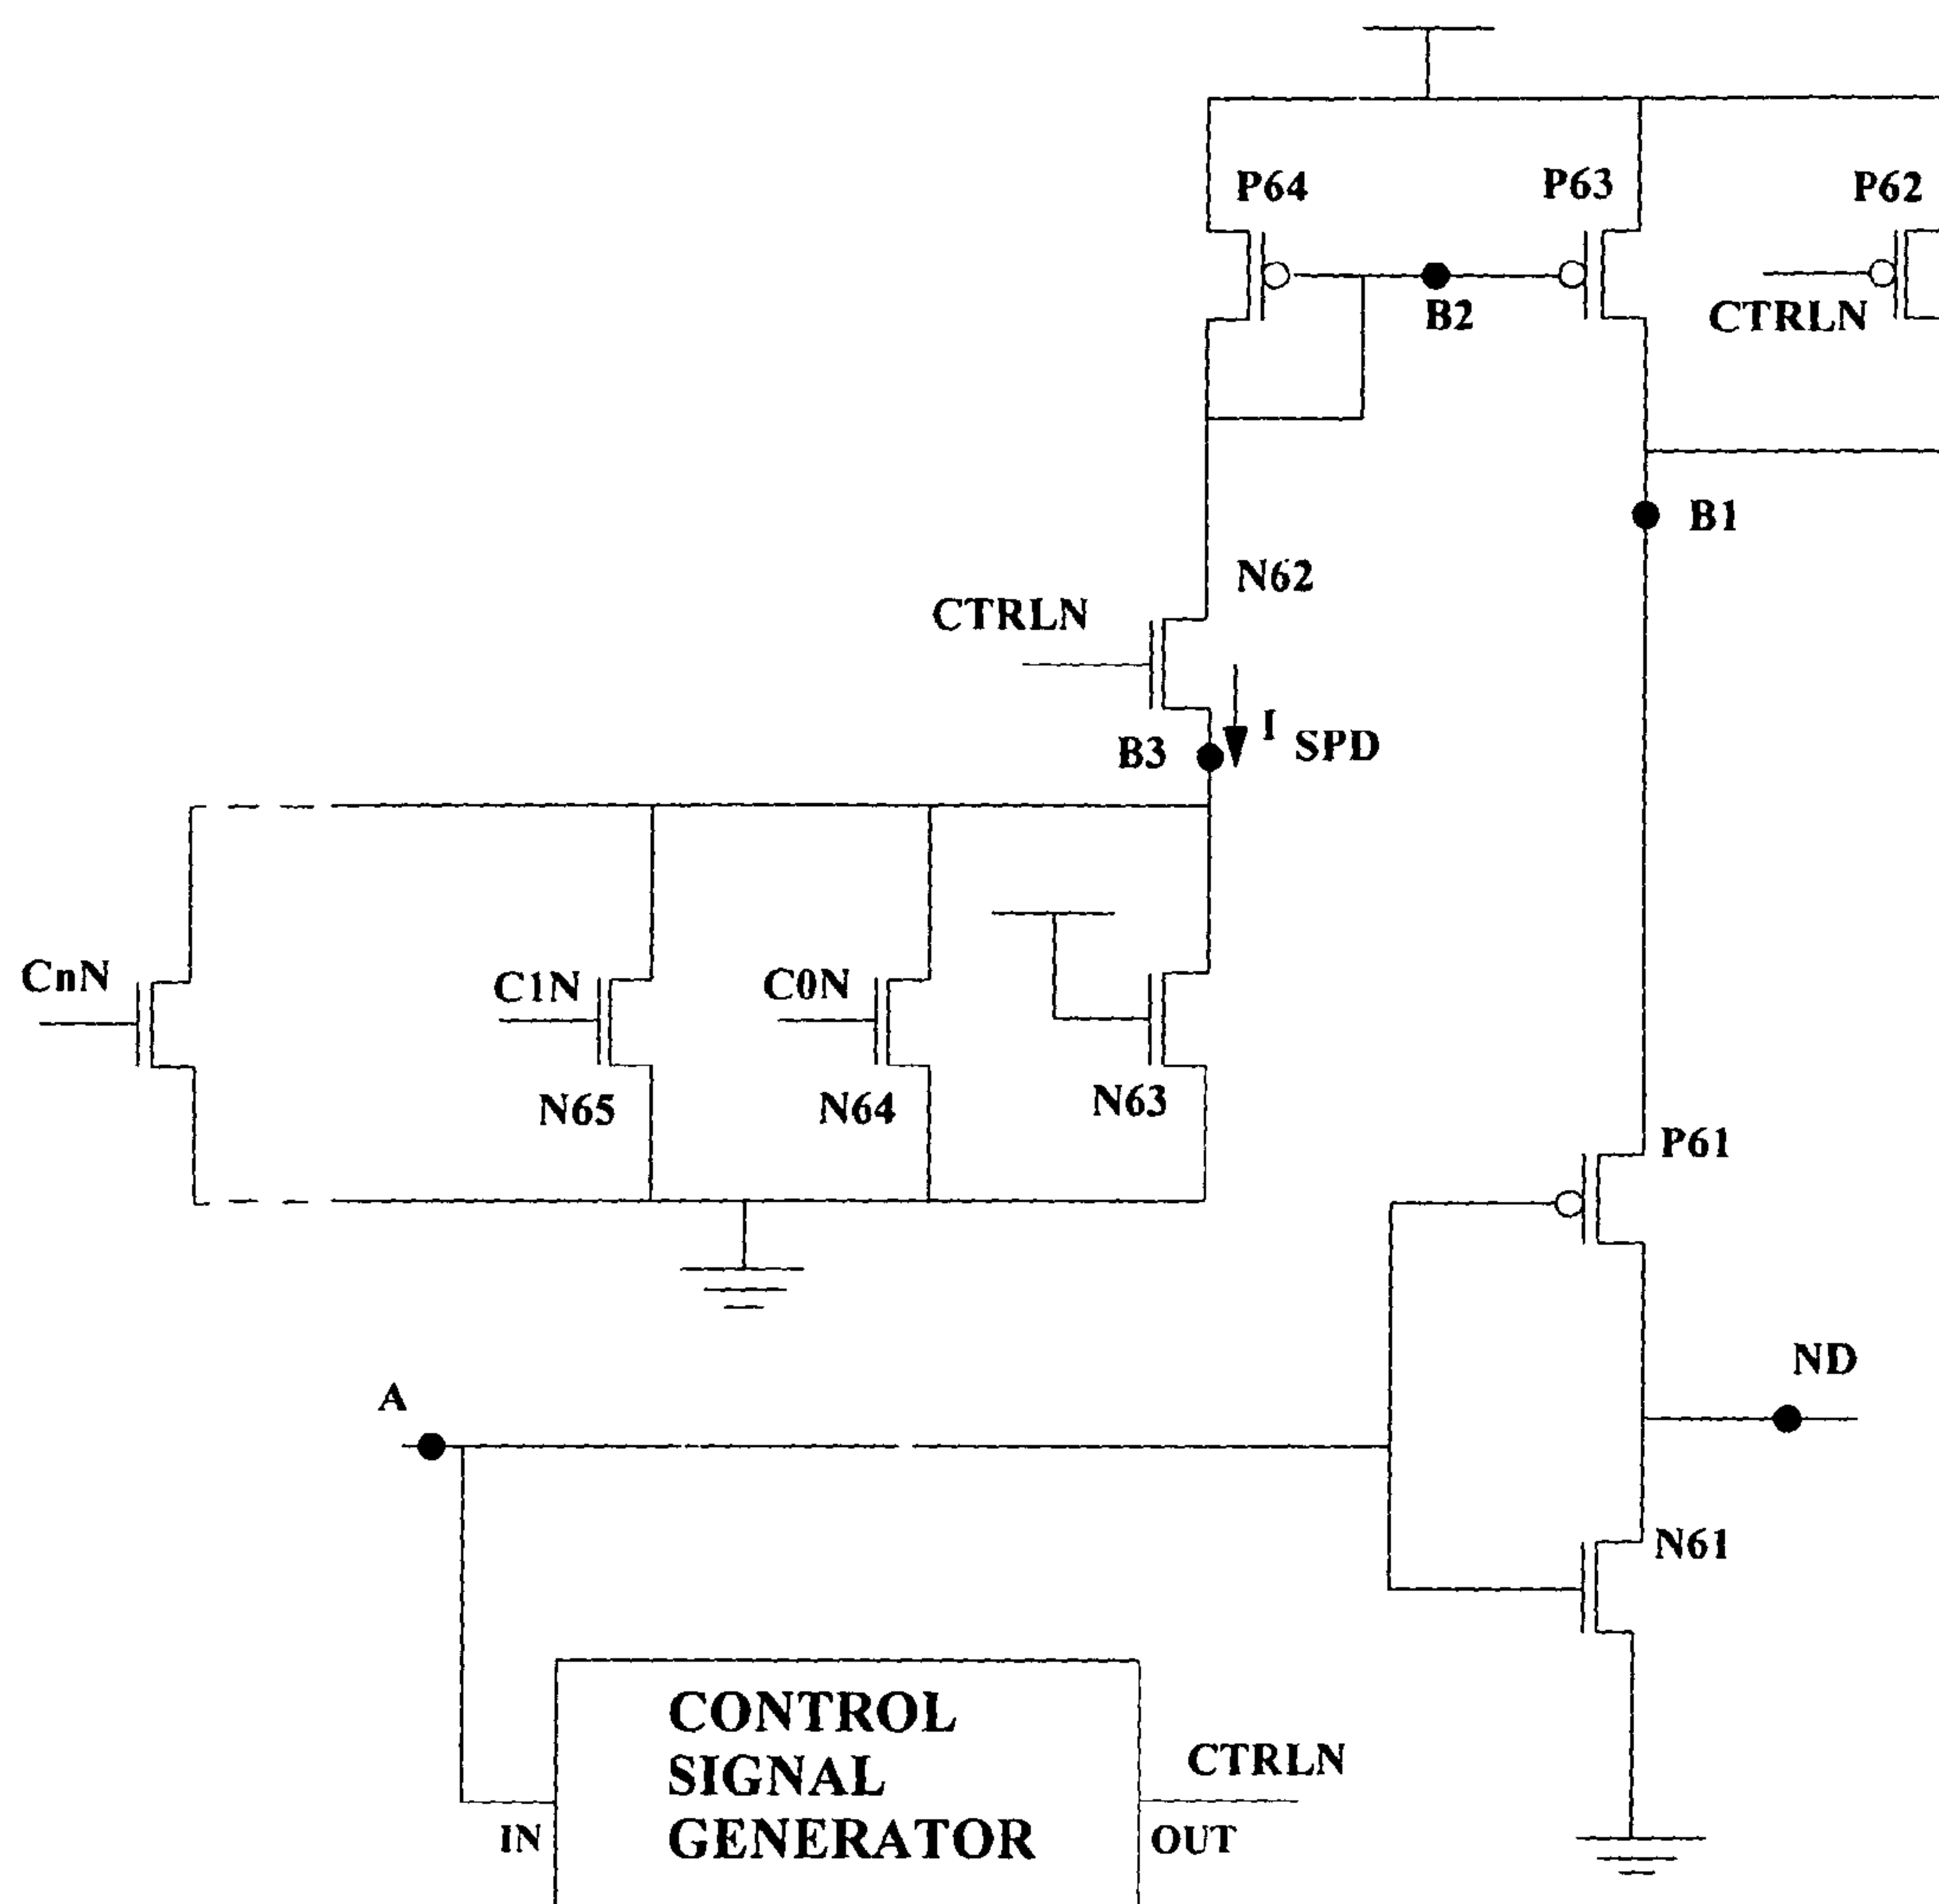 P64
P63
P62
B2
CTRLN
B1
N62
CTRLN
I SPD
B3
CnN
C1N
C0N
N65
N64
N63
P61
ND
A
N61
CONTROL
SIGNAL
GENERATOR
CTRLN
IN
OUT